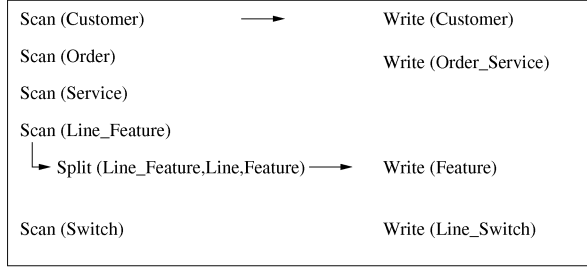 Scan (Customer) Write (Customer)
Scan (Order)
Write (Order_Service)
Scan (Service)
Scan (Line_Feature)
Split (Line_Feature,Line,Feature) Write (Feature)
Scan (Switch) Write (Line_Switch)